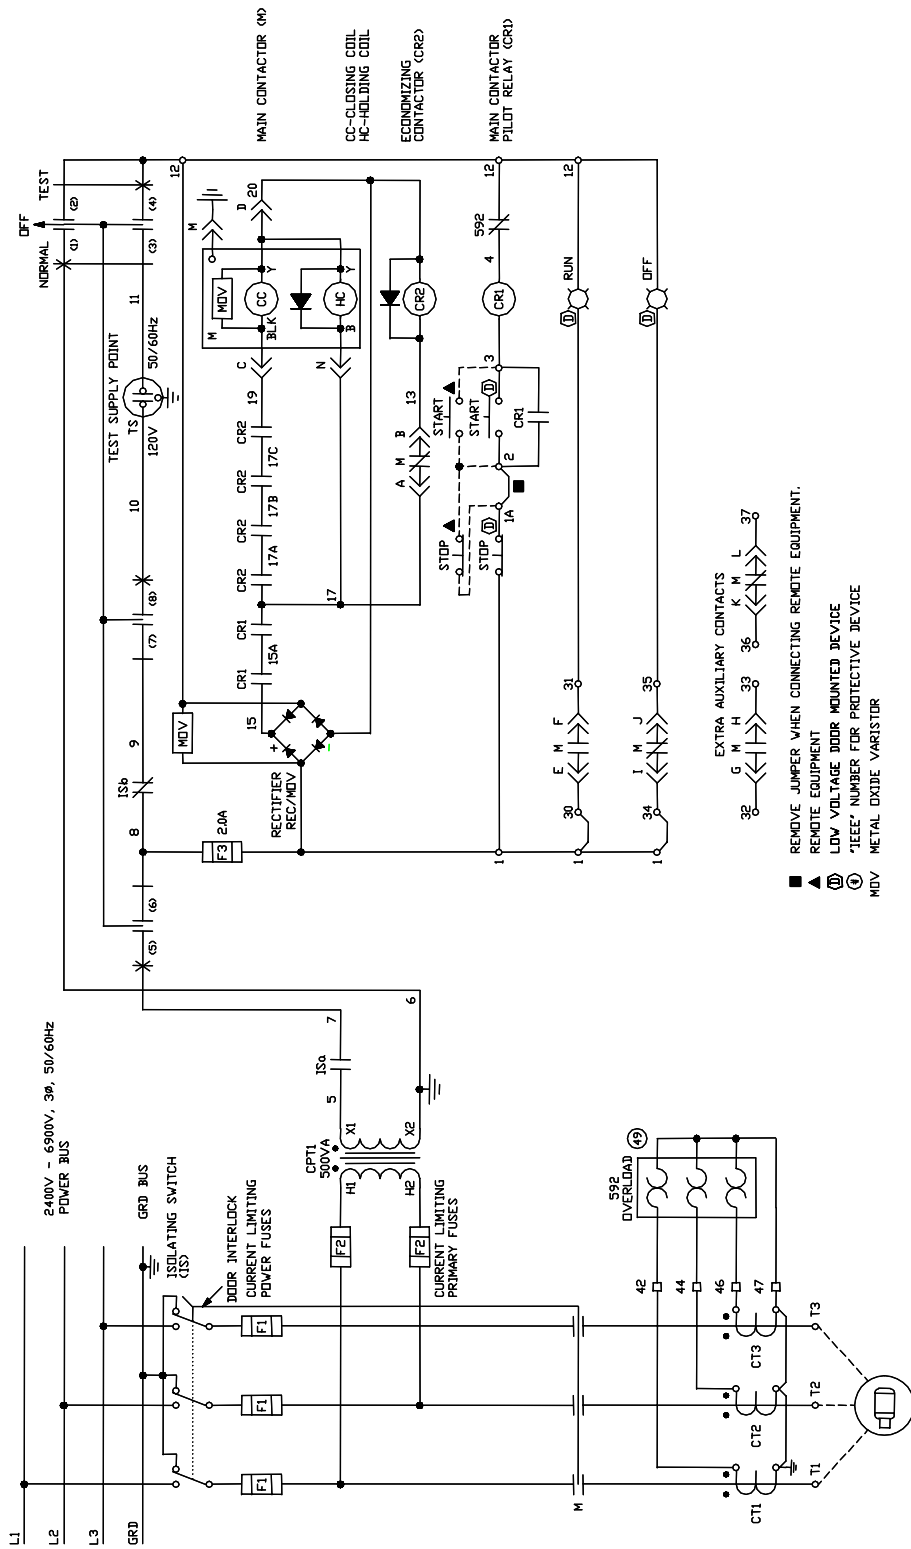 L1
L2
L3
GRD
2400V - 6900V, 3Ø, 50/60Hz
POWER BUS
GRD BUS
ISOLATING SWITCH
(IS)
DOOR INTERLOCK
CURRENT LIMITING
POWER FUSES
F1
F1
F1
F2
F2
CURRENT LIMITING
PRIMARY FUSES
CPT1
500VA
H1
X1
H2
X2
5
ISa
7
6
M
592
OVERLOAD
49
42
44
46
47
CT1
CT2
CT3
T1
T2
T3
OFF
NORMAL
TEST
(1)
(2)
(5)
(6)
8
ISb
9
(7)
(8)
10
TEST SUPPLY POINT
TS
120V
50/60Hz
11
(3)
(4)
12
F3
2.0A
MOV
RECTIFIER
REC/MOV
+
-
15
CR1
15A
CR1
CR2
17A
CR2
17B
CR2
17C
CR2
19
C
M
MOV
CC
BLK
Y
M
D
20
MAIN CONTACTOR (M)
17
N
HC
B
Y
CC-CLOSING COIL
HC-HOLDING COIL
A
M
B
13
CR2
ECONOMIZING
CONTACTOR (CR2)
STOP
START
STOP
D
1A
2
START
D
3
CR1
CR1
4
592
12
MAIN CONTACTOR
PILOT RELAY (CR1)
1
1
30
E
M
F
31
D
RUN
12
1
34
I
M
J
35
D
OFF
EXTRA AUXILIARY CONTACTS
32
G
M
H
33
36
K
M
L
37
REMOVE JUMPER WHEN CONNECTING REMOTE EQUIPMENT.
REMOTE EQUIPMENT
D LOW VOLTAGE DOOR MOUNTED DEVICE
* 'IEEE' NUMBER FOR PROTECTIVE DEVICE
MOV METAL OXIDE VARISTOR